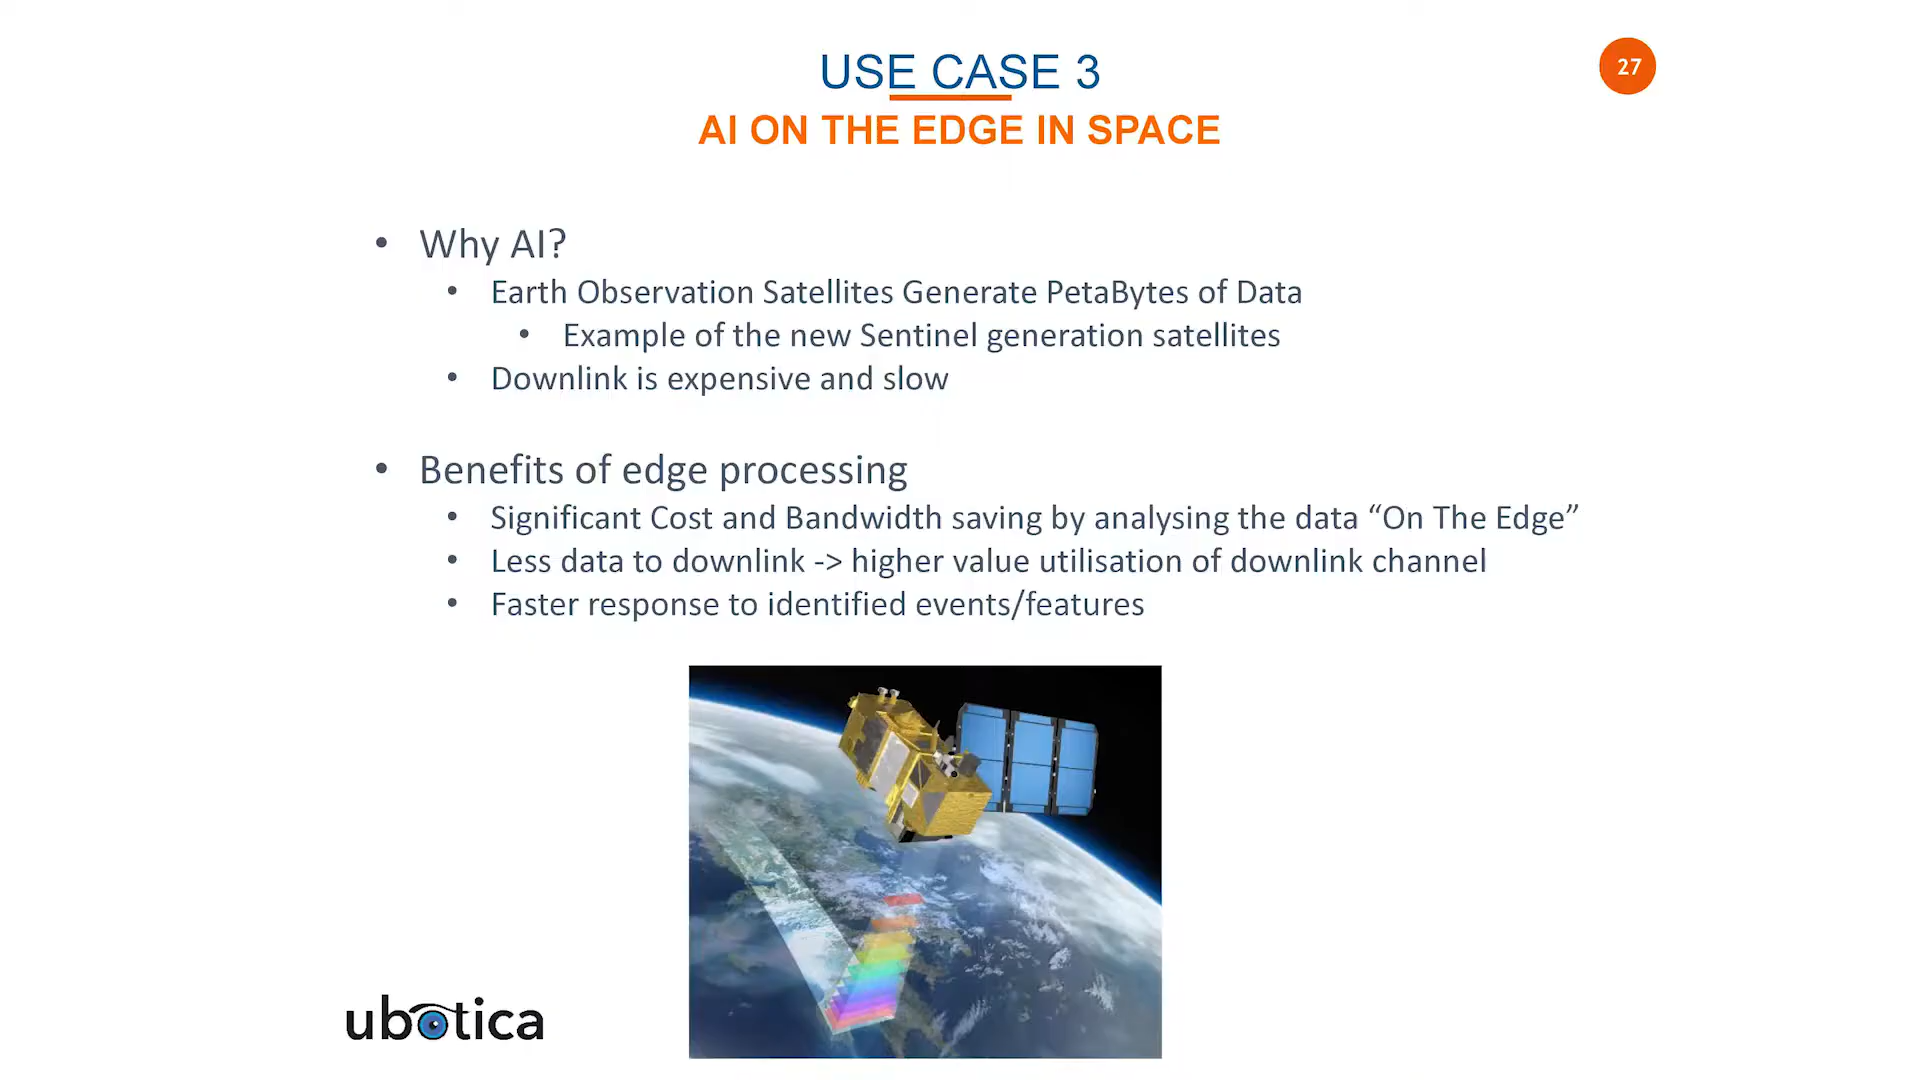 USE CASE 3
27
AI ON THE EDGE IN SPACE
• Why AI?
• Earth Observation Satellites Generate PetaBytes of Data
• Example of the new Sentinel generation satellites
• Downlink is expensive and slow
• Benefits of edge processing
• Significant Cost and Bandwidth saving by analysing the data “On The Edge”
• Less data to downlink -> higher value utilisation of downlink channel
• Faster response to identified events/features
ubotica